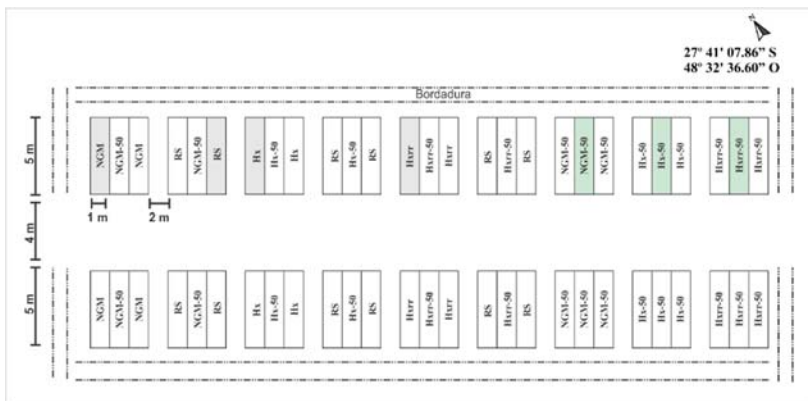 N
27º 41' 07.86” S
48º 32' 36.60” O
Bordadura
5 m
NGM
NGM-50
NGM
RS
NGM-50
RS
Hx
Hx-50
Hx
RS
Hx-50
RS
Hxrr
Hxrr-50
Hxrr
RS
Hxrr-50
RS
NGM-50
NGM-50
NGM-50
Hx-50
Hx-50
Hx-50
Hxrr-50
Hxrr-50
Hxrr-50
1 m
2 m
4 m
5 m
NGM
NGM-50
NGM
RS
NGM-50
RS
Hx
Hx-50
Hx
RS
Hx-50
RS
Hxrr
Hxrr-50
Hxrr
RS
Hxrr-50
RS
NGM-50
NGM-50
NGM-50
Hx-50
Hx-50
Hx-50
Hxrr-50
Hxrr-50
Hxrr-50